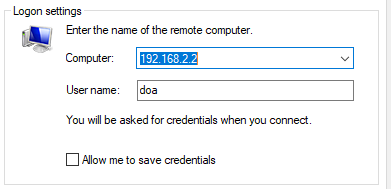 Logon settings
Enter the name of the remote computer.
Computer: 192.168.2.2
User name: doa
You will be asked for credentials when you connect.
Allow me to save credentials